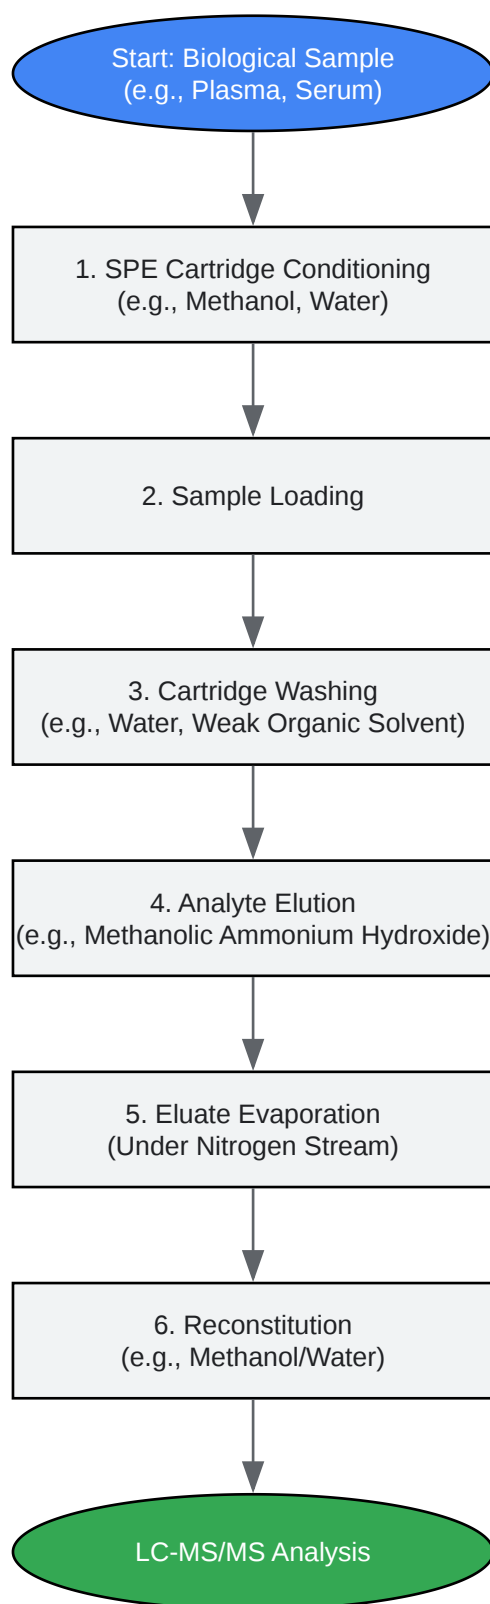 Start: Biological Sample
(e.g., Plasma, Serum)
1. SPE Cartridge Conditioning
(e.g., Methanol, Water)
2. Sample Loading
3. Cartridge Washing
(e.g., Water, Weak Organic Solvent)
4. Analyte Elution
(e.g., Methanolic Ammonium Hydroxide)
5. Eluate Evaporation
(Under Nitrogen Stream)
6. Reconstitution
(e.g., Methanol/Water)
LC-MS/MS Analysis